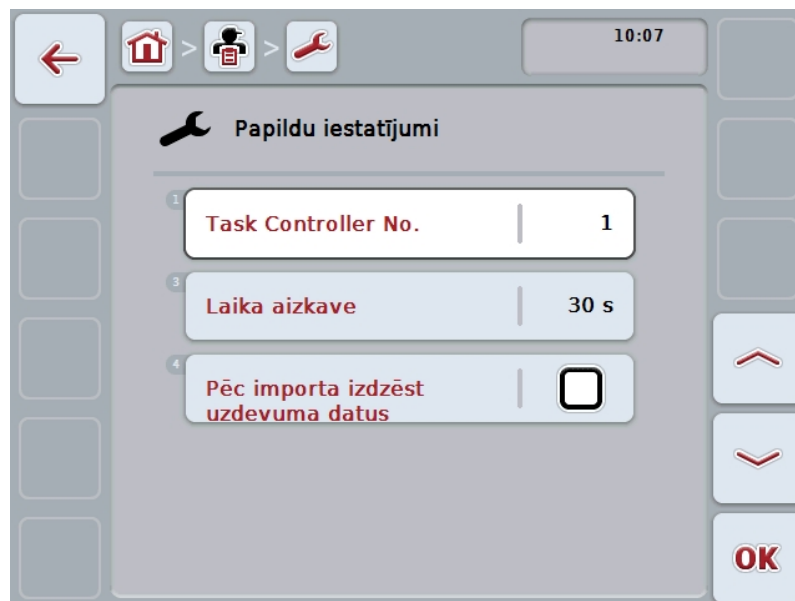 10:07
Papildu iestatījumi
1
Task Controller No. 1
3
Laika aizkave 30 s
4
Pēc importa izdzēst
uzdevuma datus
OK